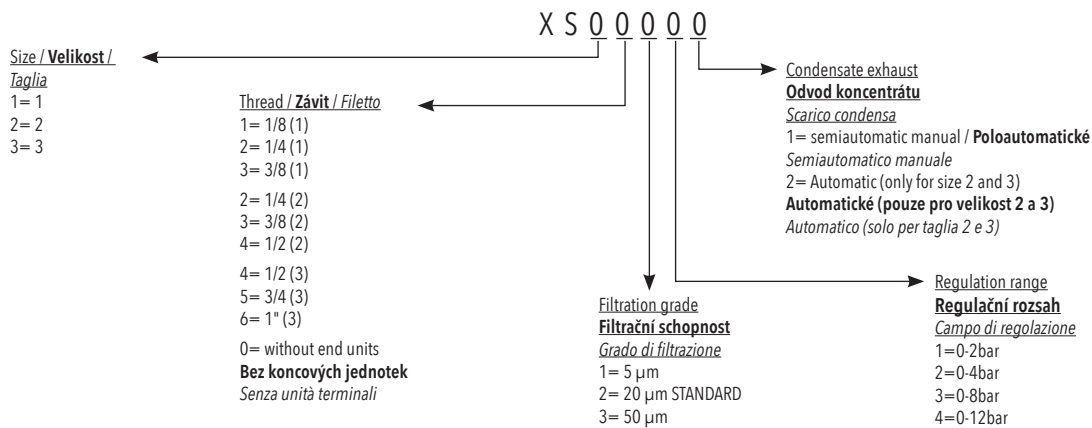 X S 0 0 0 0 0
Size / Velikost /
Taglia
1= 1
2= 2
3= 3
Thread / Závit / Filetto
1= 1/8 (1)
2= 1/4 (1)
3= 3/8 (1)
2= 1/4 (2)
3= 3/8 (2)
4= 1/2 (2)
4= 1/2 (3)
5= 3/4 (3)
6= 1" (3)
0= without end units
Bez koncových jednotek
Senza unità terminali
Filtration grade
Filtrační schopnost
Grado di filtrazione
1= 5 µm
2= 20 µm STANDARD
3= 50 µm
Condensate exhaust
Odvod koncentrátu
Scarico condensa
1= semiautomatic manual / Poloautomatické
Semiautomatico manuale
2= Automatic (only for size 2 and 3)
Automatické (pouze pro velikost 2 a 3)
Automatico (solo per taglia 2 e 3)
Regulation range
Regulační rozsah
Campo di regolazione
1=0-2bar
2=0-4bar
3=0-8bar
4=0-12bar